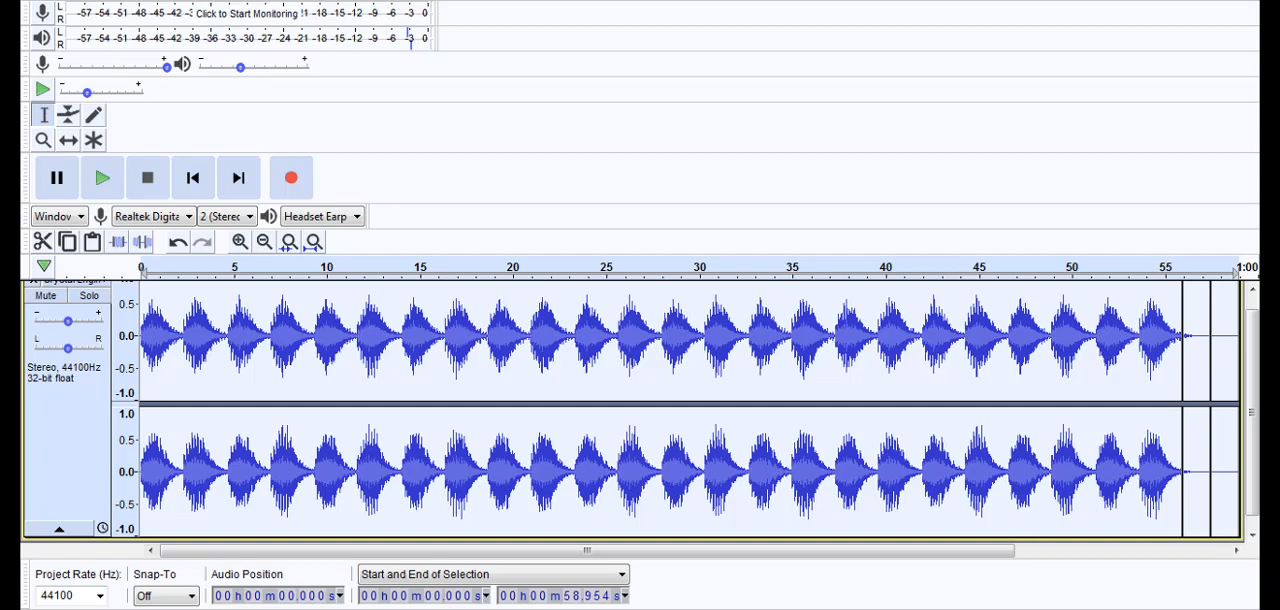 L
R
-57 -54 -51 -48 -45 -42 -3 Click to Start Monitoring !1 -18 -15 -12 -9 -6 -3 0
L
R
-57 -54 -51 -48 -45 -42 -39 -36 -33 -30 -27 -24 -21 -18 -15 -12 -9 -6 -3 0
- + - +
- +
Windov Realtek Digita 2 (Sterec Headset Earp
0 5 10 15 20 25 30 35 40 45 50 55 1:00
Mute Solo
- +
L R
Stereo, 44100Hz
32-bit float
0.5
0.0
-0.5
-1.0
1.0
0.5
0.0
-0.5
-1.0
Project Rate (Hz): Snap-To Audio Position Start and End of Selection
44100 Off 00 h 00 m 00.000 s 00 h 00 m 00.000 s 00 h 00 m 58.954 s